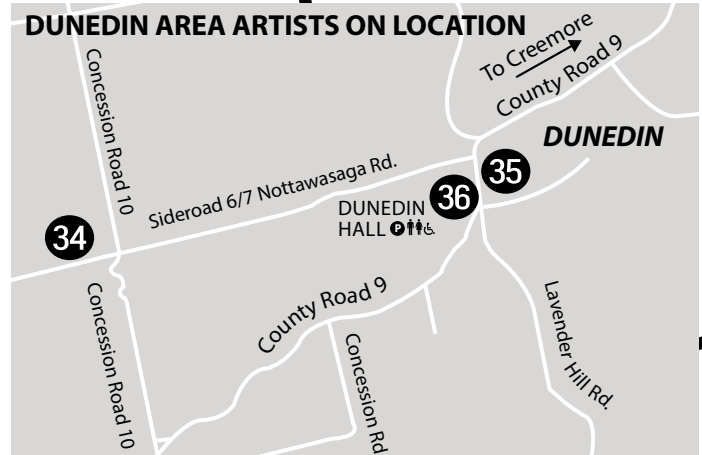 DUNEDIN AREA ARTISTS ON LOCATION
To Creemore
County Road 9
Concession Road 10
DUNEDIN
Sideroad 6/7 Nottawasaga Rd.
35
36
34
DUNEDIN
HALL P
County Road 9
Concession Road 10
Concession Rd
Lavender Hill Rd.